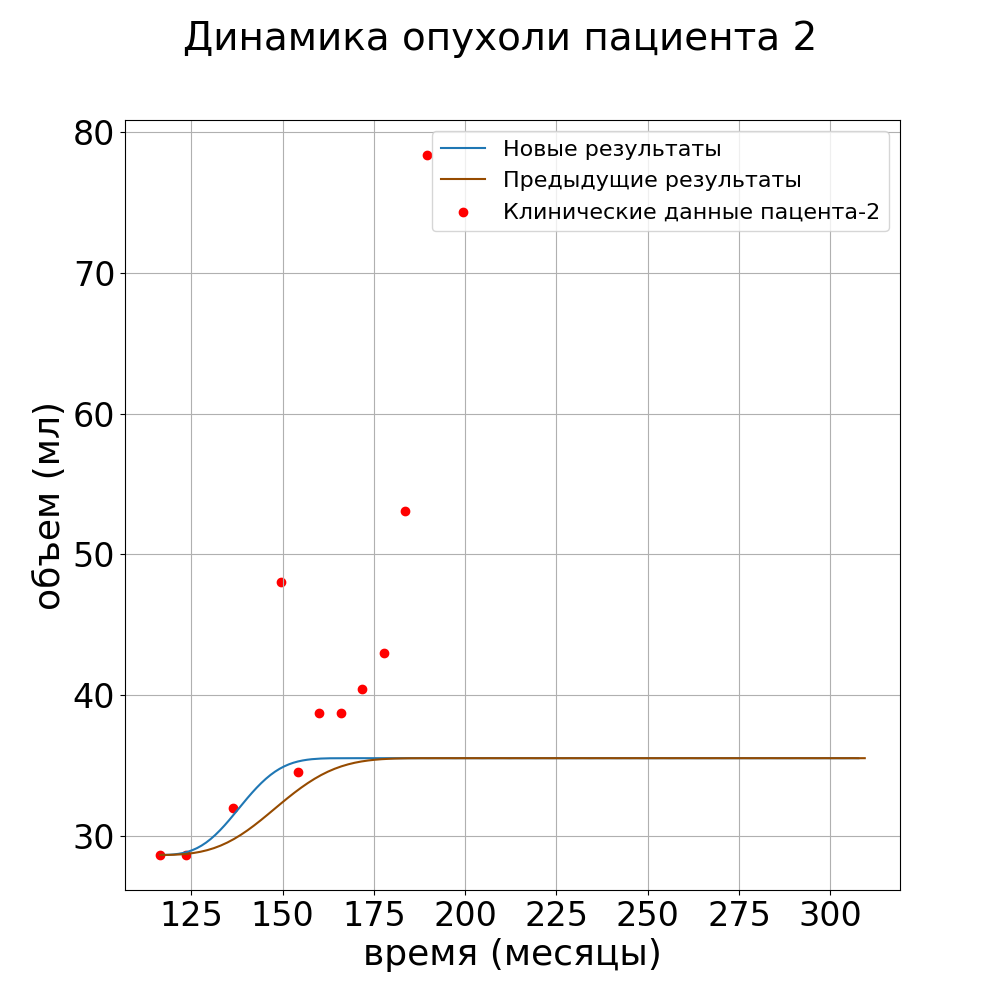 Динамика опухоли пациента 2
Новые результаты
Предыдущие результаты
Клинические данные пацента-2
80
70
60
50
40
30
объем (мл)
125 150 175 200 225 250 275 300
время (месяцы)